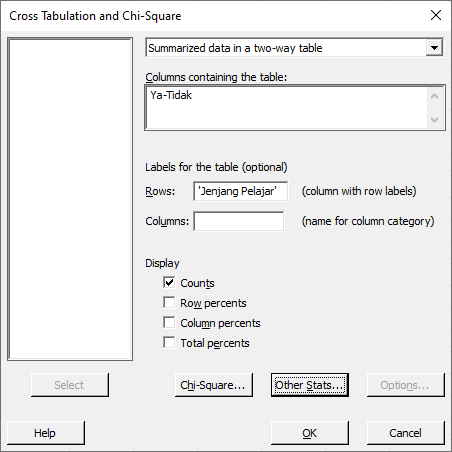 Cross Tabulation and Chi-Square
Summarized data in a two-way table
Columns containing the table:
Ya-Tidak
Labels for the table (optional)
Rows: 'Jenjang Pelajar' (column with row labels)
Columns: (name for column category)
Display
Counts
Row percents
Column percents
Total percents
Select Chi-Square... Other Stats... Options...
Help OK Cancel